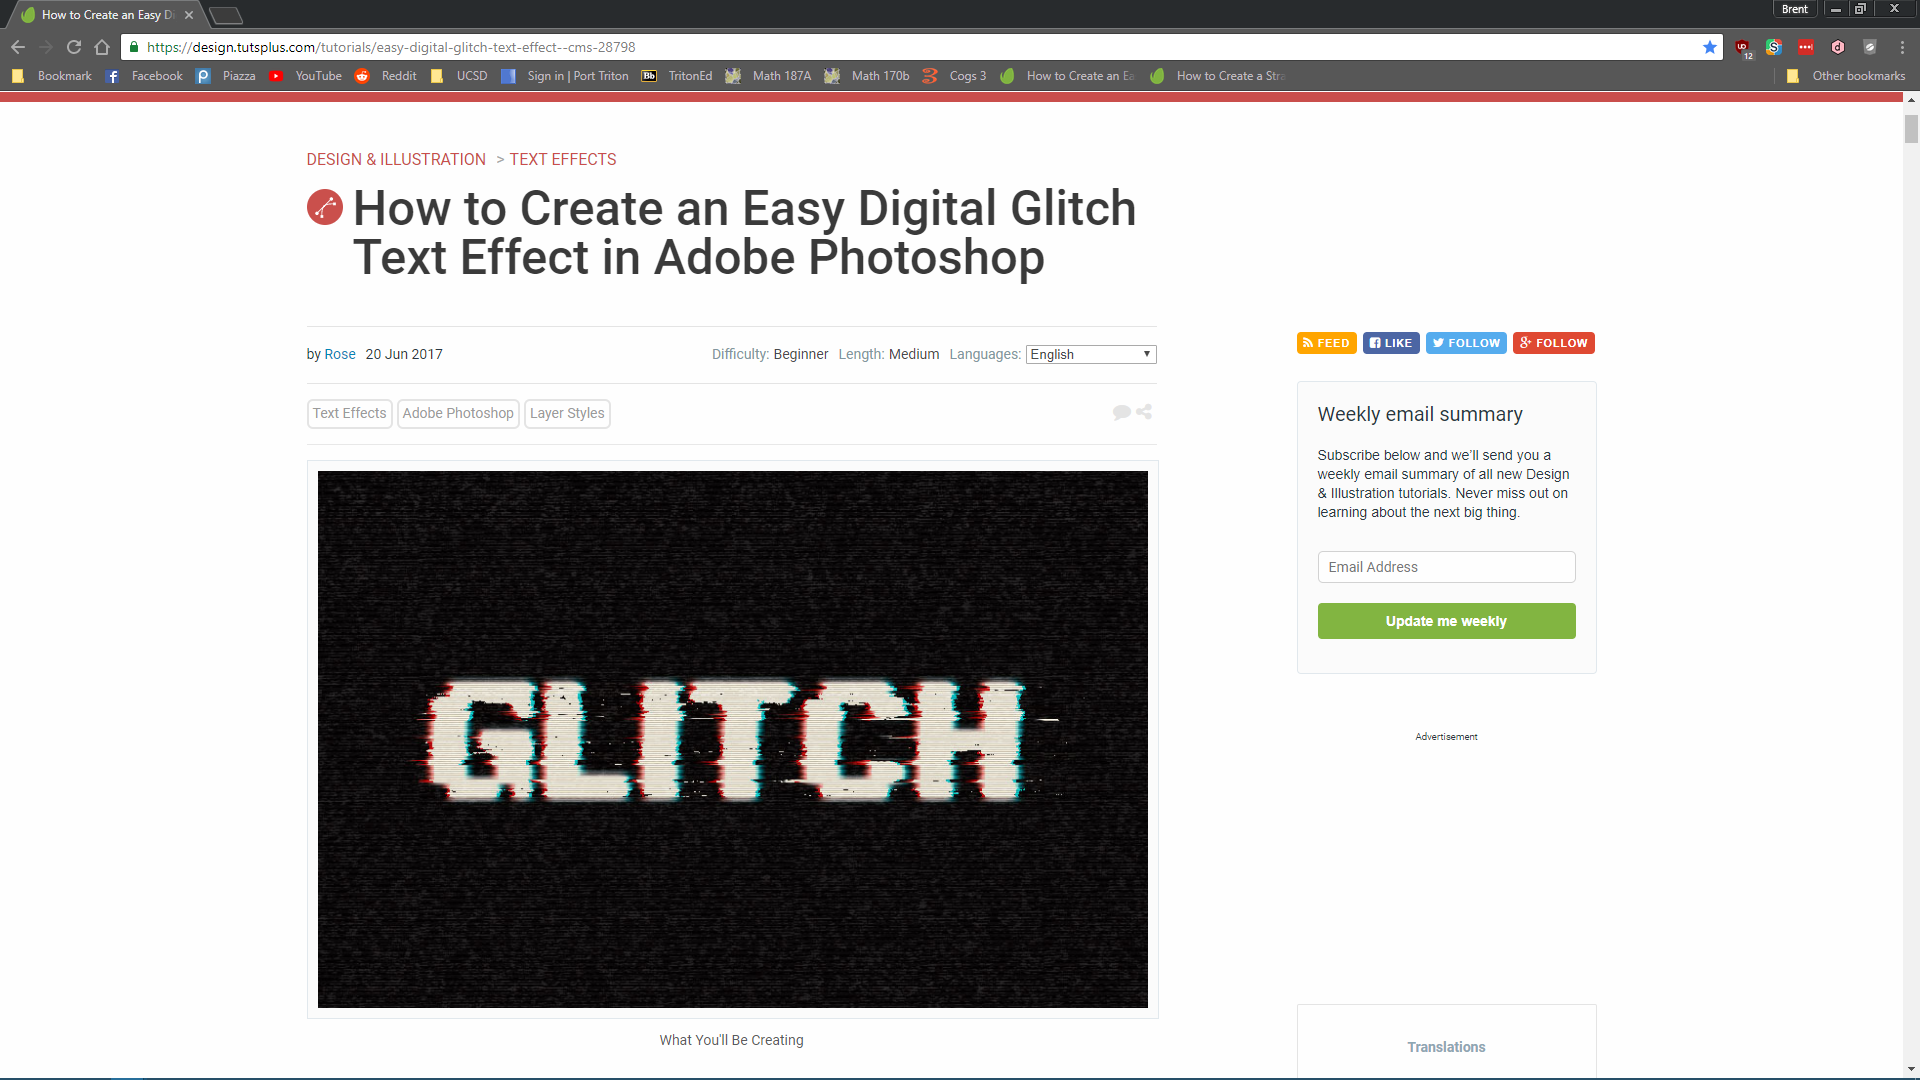 How to Create an Easy Di
Brent
https://design.tutsplus.com/tutorials/easy-digital-glitch-text-effect--cms-28798
12
Bookmark Facebook Piazza YouTube Reddit UCSD Sign in | Port Triton Bb TritonEd Math 187A Math 170b Cogs 3 How to Create an Ea How to Create a Stra Other bookmarks
DESIGN & ILLUSTRATION > TEXT EFFECTS
How to Create an Easy Digital Glitch
Text Effect in Adobe Photoshop
by Rose 20 Jun 2017 Difficulty: Beginner Length: Medium Languages: English
FEED LIKE FOLLOW FOLLOW
Text Effects Adobe Photoshop Layer Styles
GLITCH
What You'll Be Creating
Weekly email summary
Subscribe below and we'll send you a
weekly email summary of all new Design
& Illustration tutorials. Never miss out on
learning about the next big thing.
Email Address
Update me weekly
Advertisement
Translations